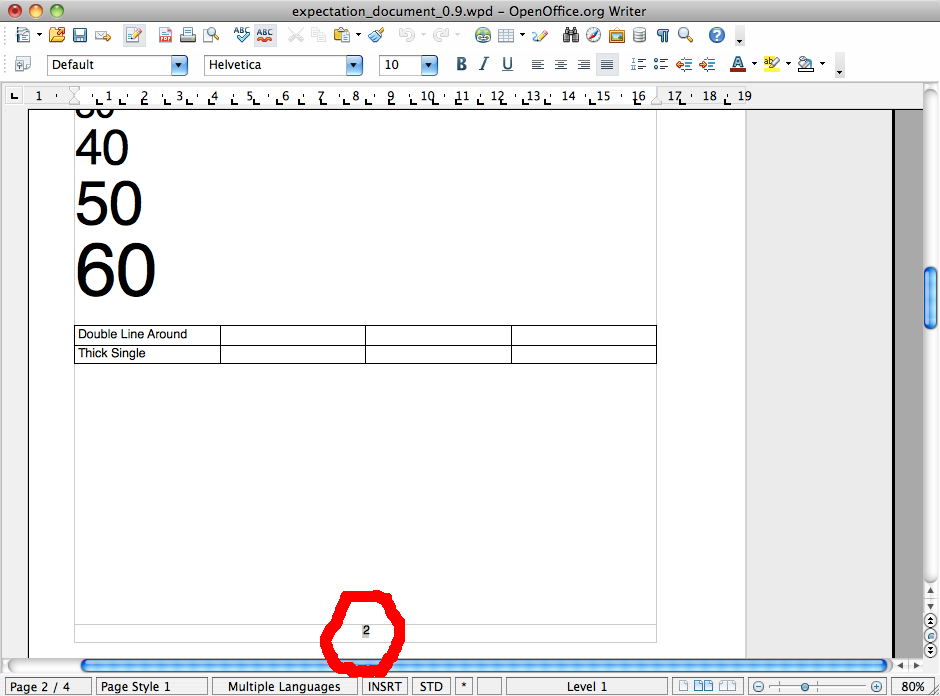 expectation_document_0.9.wpd – OpenOffice.org Writer
Default Helvetica 10 B I U A
1 1 2 3 4 5 6 7 8 9 10 11 12 13 14 15 16 17 18 19
40
50
60
Double Line Around
Thick Single
2
Page 2 / 4 Page Style 1 Multiple Languages INSRT STD * Level 1 80%